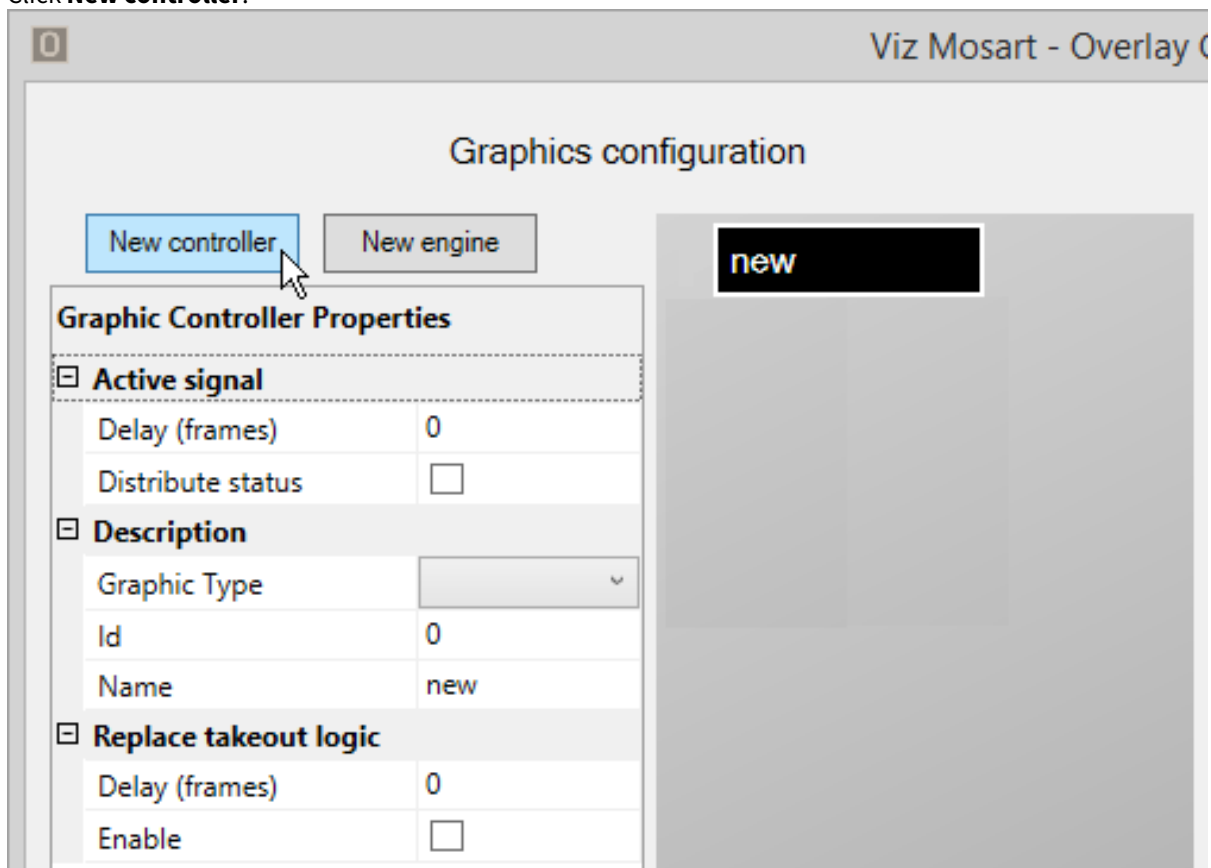 Click New controller.
Viz Mosart - Overlay
Graphics configuration
New controller New engine
new
Graphic Controller Properties
Active signal
Delay (frames) 0
Distribute status
Description
Graphic Type
Id 0
Name new
Replace takeout logic
Delay (frames) 0
Enable